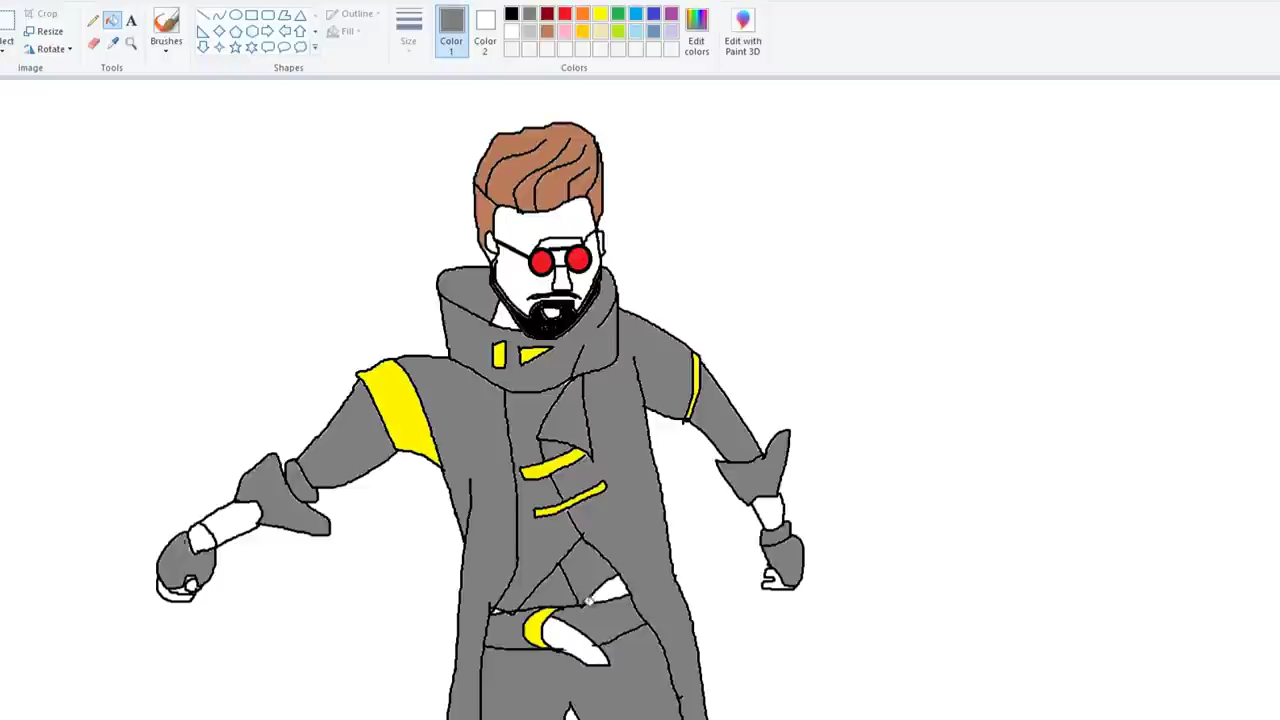 Crop
Outline
Resize
Fill
lect
Rotate
A
Brushes
Size
Color
1
Color
2
Edit
colors
Edit with
Paint 3D
Image
Tools
Shapes
Colors